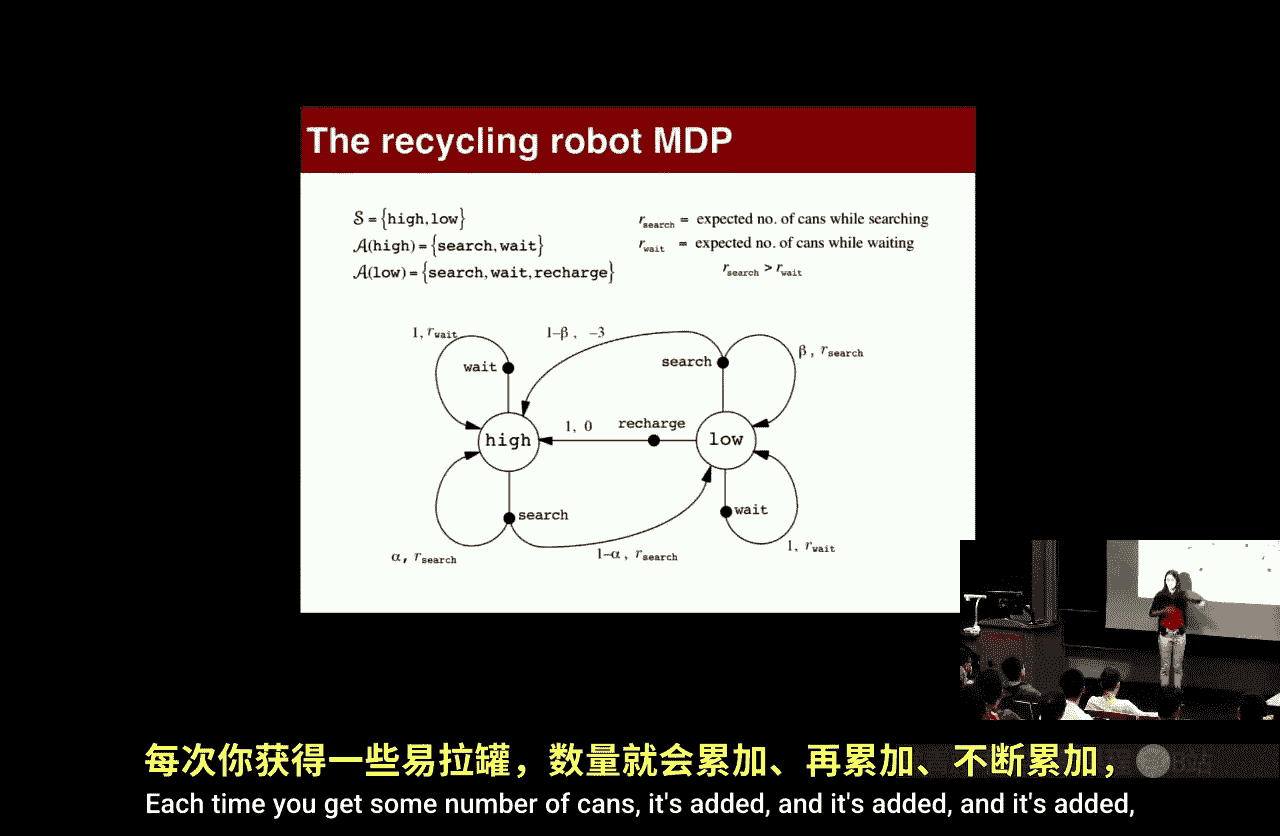 The recycling robot MDP
S = {high, low}
A(high) = {search, wait}
A(low) = {search, wait, recharge}
r_search = expected no. of cans while searching
r_wait = expected no. of cans while waiting
r_search > r_wait
1, r_wait
1–β , –3
wait
search
β , r_search
high
1, 0
recharge
low
search
wait
α, r_search
1–α , r_search
1, r_wait
每次你获得一些易拉罐，数量就会累加、再累加、不断累加，
Each time you get some number of cans, it's added, and it's added, and it's added,